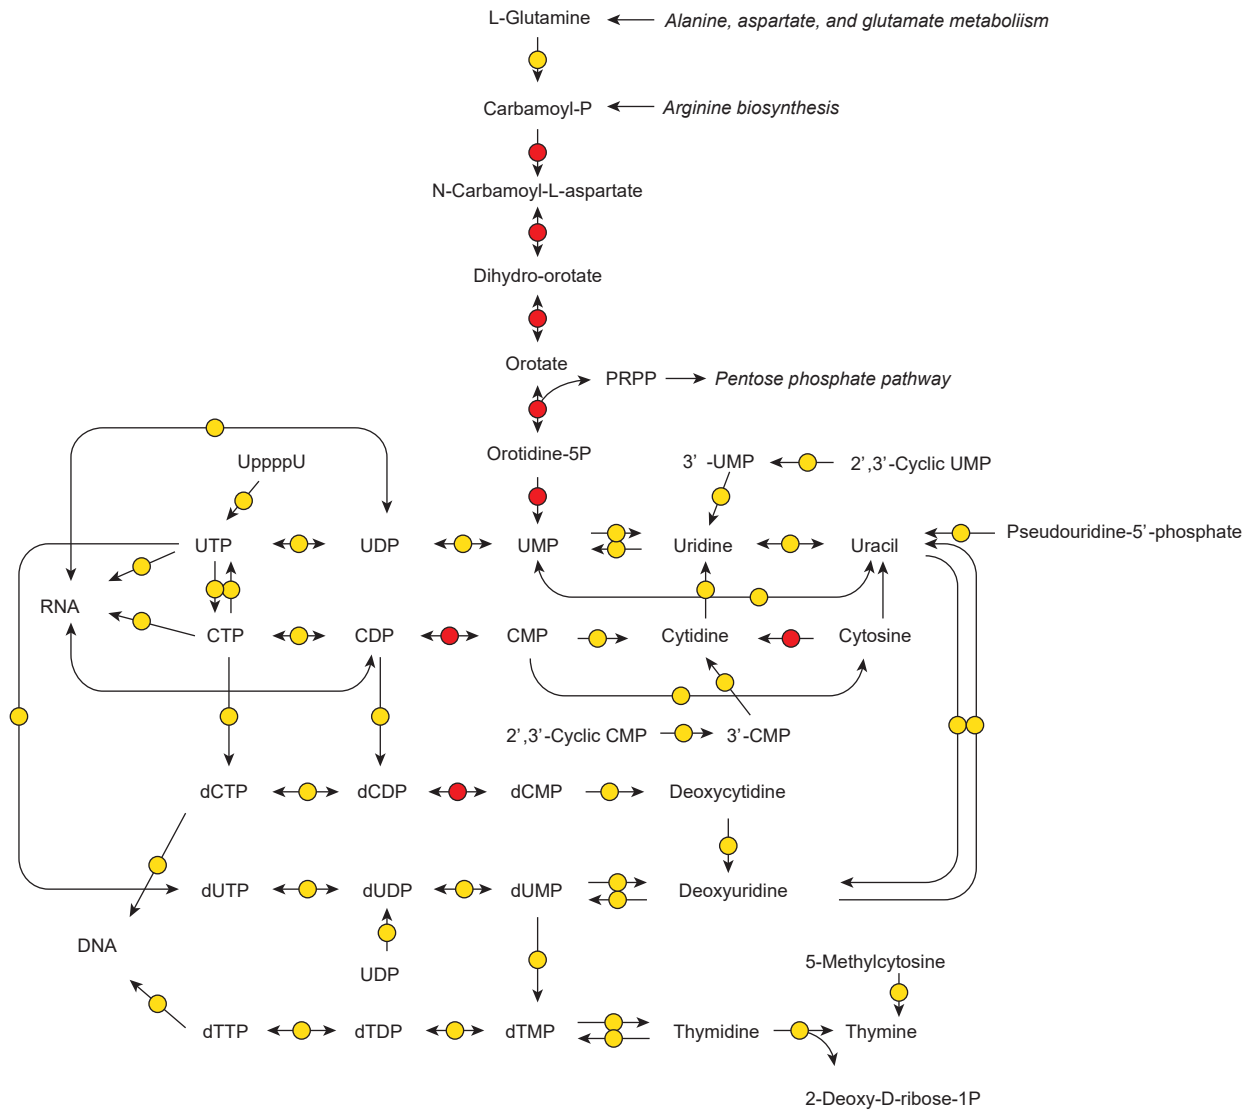 L-Glutamine
Alanine, aspartate, and glutamate metaboliism
Carbamoyl-P
Arginine biosynthesis
N-Carbamoyl-L-aspartate
Dihydro-orotate
Orotate
PRPP
Pentose phosphate pathway
Orotidine-5P
UppppU
3’ -UMP
2’,3’-Cyclic UMP
Pseudouridine-5’-phosphate
UTP
UDP
UMP
Uridine
Uracil
RNA
CTP
CDP
CMP
Cytidine
Cytosine
2’,3’-Cyclic CMP
3’-CMP
dCTP
dCDP
dCMP
Deoxycytidine
dUTP
dUDP
dUMP
Deoxyuridine
DNA
UDP
5-Methylcytosine
dTTP
dTDP
dTMP
Thymidine
Thymine
2-Deoxy-D-ribose-1P